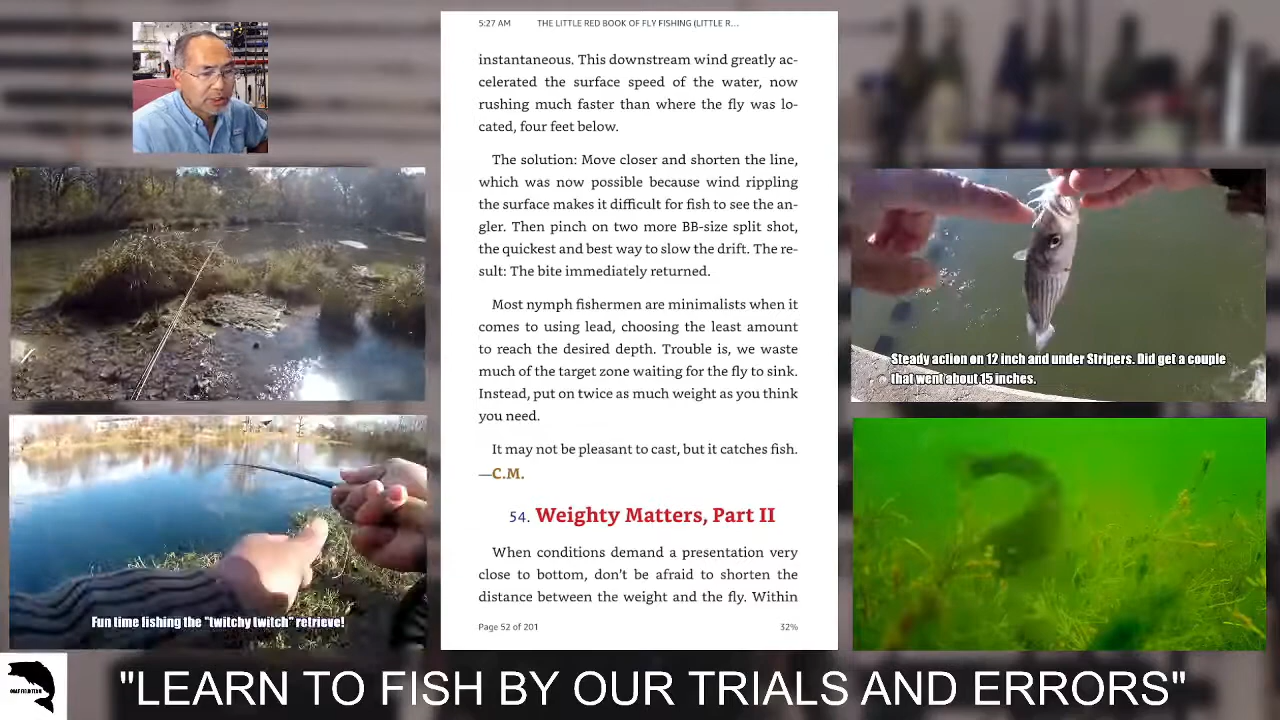 5:27 AM THE LITTLE RED BOOK OF FLY FISHING (LITTLE R...
instantaneous. This downstream wind greatly ac-
celerated the surface speed of the water, now
rushing much faster than where the fly was lo-
cated, four feet below.
The solution: Move closer and shorten the line,
which was now possible because wind rippling
the surface makes it difficult for fish to see the an-
gler. Then pinch on two more BB-size split shot,
the quickest and best way to slow the drift. The re-
sult: The bite immediately returned.
Most nymph fishermen are minimalists when it
comes to using lead, choosing the least amount
to reach the desired depth. Trouble is, we waste
much of the target zone waiting for the fly to sink.
Instead, put on twice as much weight as you think
you need.
It may not be pleasant to cast, but it catches fish.
—C.M.
54. Weighty Matters, Part II
When conditions demand a presentation very
close to bottom, don't be afraid to shorten the
distance between the weight and the fly. Within
Page 52 of 201 32%
Fun time fishing the "twitchy twitch" retrieve!
Steady action on 12 inch and under Stripers. Did get a couple
that went about 15 inches.
"LEARN TO FISH BY OUR TRIALS AND ERRORS"